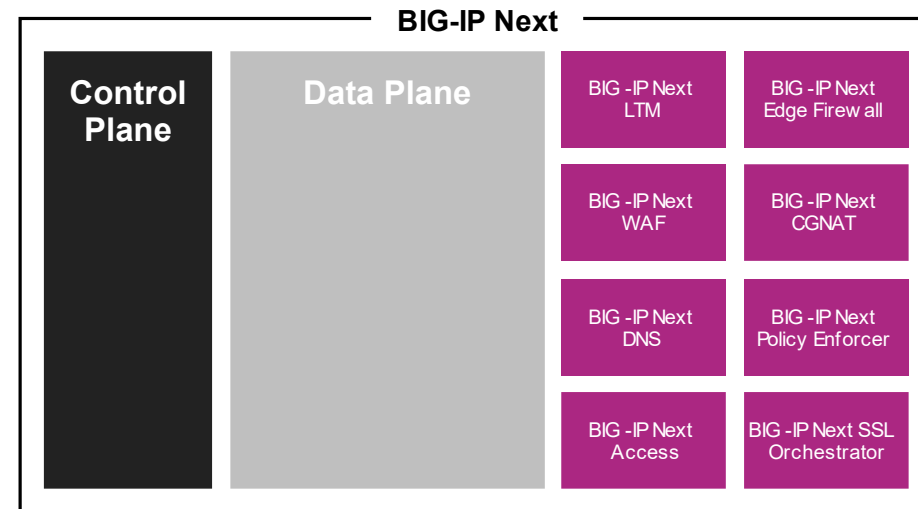 BIG-IP Next
Control
Plane
Data Plane
BIG-IP Next
LTM
BIG-IP Next
Edge Firewall
BIG-IP Next
WAF
BIG-IP Next
CGNAT
BIG-IP Next
DNS
BIG-IP Next
Policy Enforcer
BIG-IP Next
Access
BIG-IP Next SSL
Orchestrator